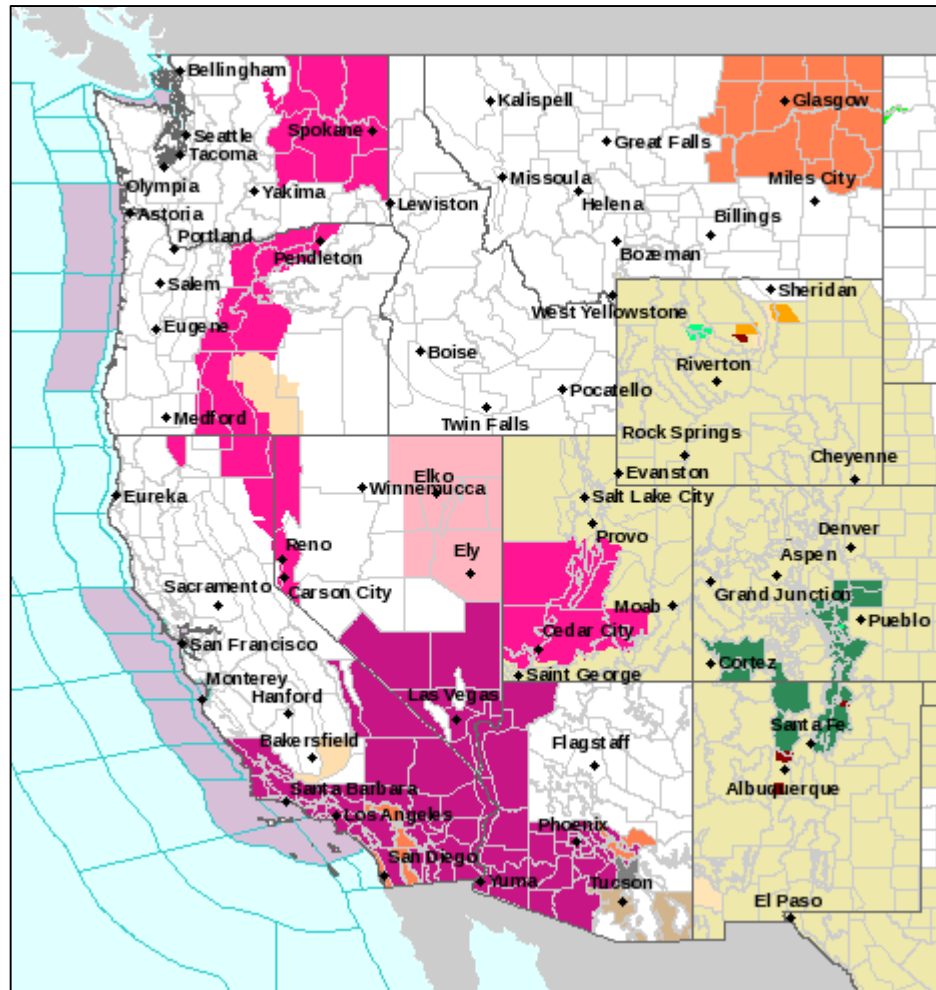 Bellingham
Kalispell
Glasgow
Spokane
Seattle
Great Falls
Tacoma
Olympia
Yakima
Missoula
Miles City
Helena
Lewiston
Astoria
Billings
Portland
Pendleton
Bozeman
Salem
Sheridan
West Yellowstone
Eugene
Boise
Riverton
Pocatello
Medford
Twin Falls
Rock Springs
Cheyenne
Elko
Evanston
Winnemucca
Eureka
Salt Lake City
Provo
Denver
Reno
Aspen
Ely
Carson City
Grand Junction
Sacramento
Moab
Pueblo
San Francisco
Cedar City
Cortez
Saint George
Monterey
Hanford
Las Vegas
Santa Fe
Bakersfield
Flagstaff
Albuquerque
Santa Barbara
Los Angeles
Phoenix
San Diego
Yuma
Tucson
El Paso